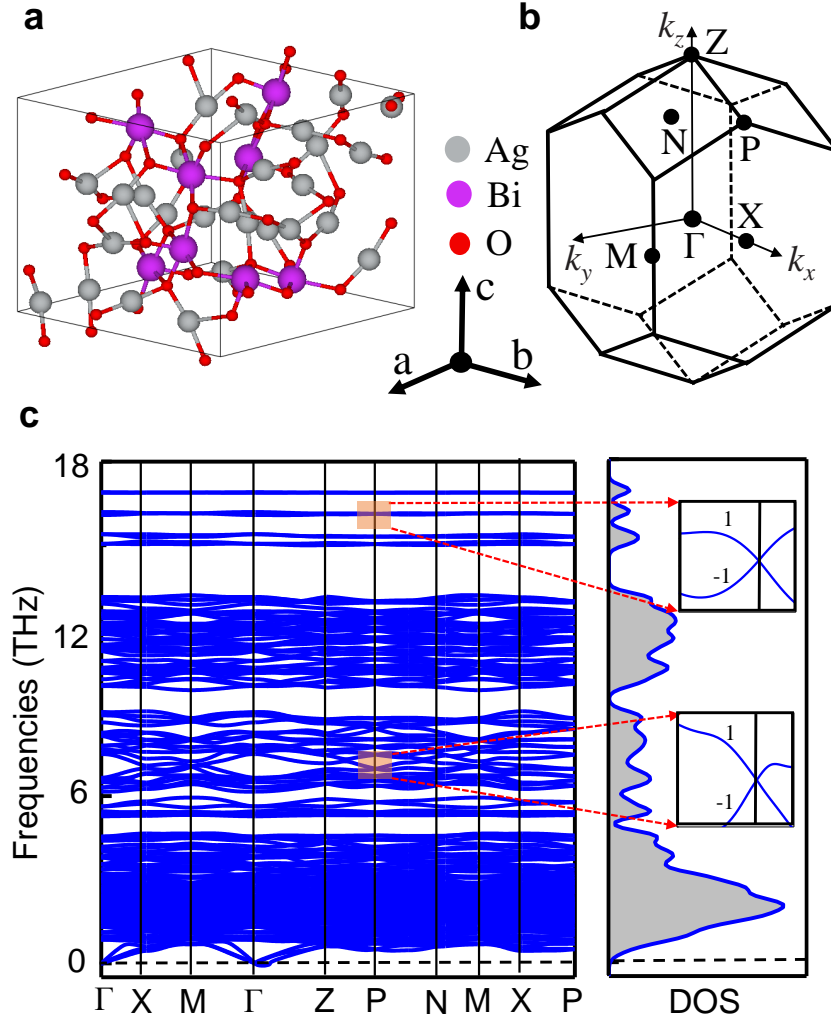 a
b
Ag
Bi
O
c
a
b
k_z
Z
N
P
X
M
Γ
k_y
k_x
c
18
12
6
0
Frequencies (THz)
1
-1
1
-1
Γ X M Γ Z P N M X P
DOS